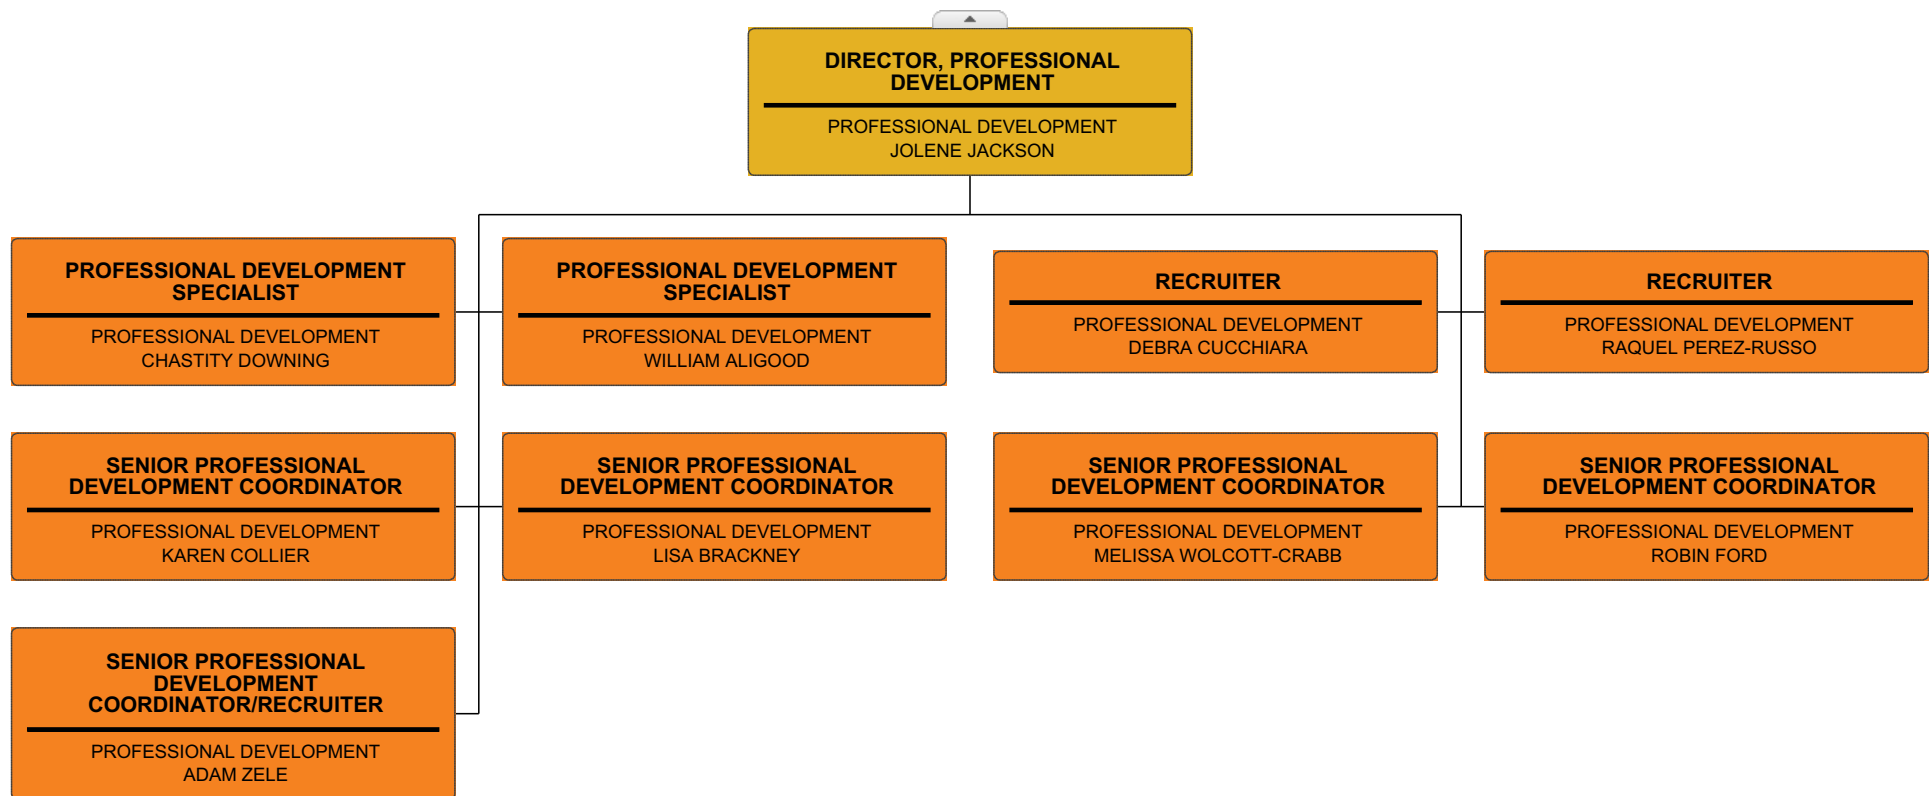 DIRECTOR, PROFESSIONAL
DEVELOPMENT
PROFESSIONAL DEVELOPMENT
JOLENE JACKSON
PROFESSIONAL DEVELOPMENT
SPECIALIST
PROFESSIONAL DEVELOPMENT
CHASTITY DOWNING
PROFESSIONAL DEVELOPMENT
SPECIALIST
PROFESSIONAL DEVELOPMENT
WILLIAM ALIGOOD
RECRUITER
PROFESSIONAL DEVELOPMENT
DEBRA CUCCHIARA
RECRUITER
PROFESSIONAL DEVELOPMENT
RAQUEL PEREZ-RUSSO
SENIOR PROFESSIONAL
DEVELOPMENT COORDINATOR
PROFESSIONAL DEVELOPMENT
KAREN COLLIER
SENIOR PROFESSIONAL
DEVELOPMENT COORDINATOR
PROFESSIONAL DEVELOPMENT
LISA BRACKNEY
SENIOR PROFESSIONAL
DEVELOPMENT COORDINATOR
PROFESSIONAL DEVELOPMENT
MELISSA WOLCOTT-CRABB
SENIOR PROFESSIONAL
DEVELOPMENT COORDINATOR
PROFESSIONAL DEVELOPMENT
ROBIN FORD
SENIOR PROFESSIONAL
DEVELOPMENT
COORDINATOR/RECRUITER
PROFESSIONAL DEVELOPMENT
ADAM ZELE